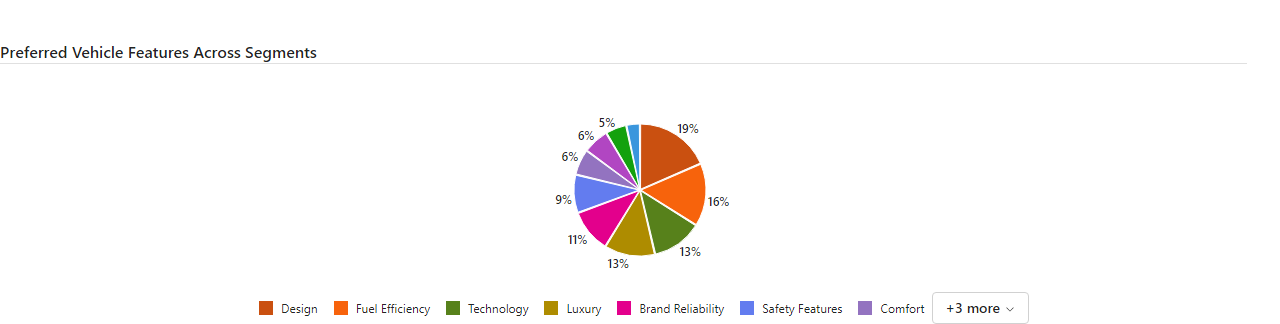 Preferred Vehicle Features Across Segments
5%
19%
6%
6%
9%
16%
11%
13%
13%
Design
Fuel Efficiency
Technology
Luxury
Brand Reliability
Safety Features
Comfort
+3 more